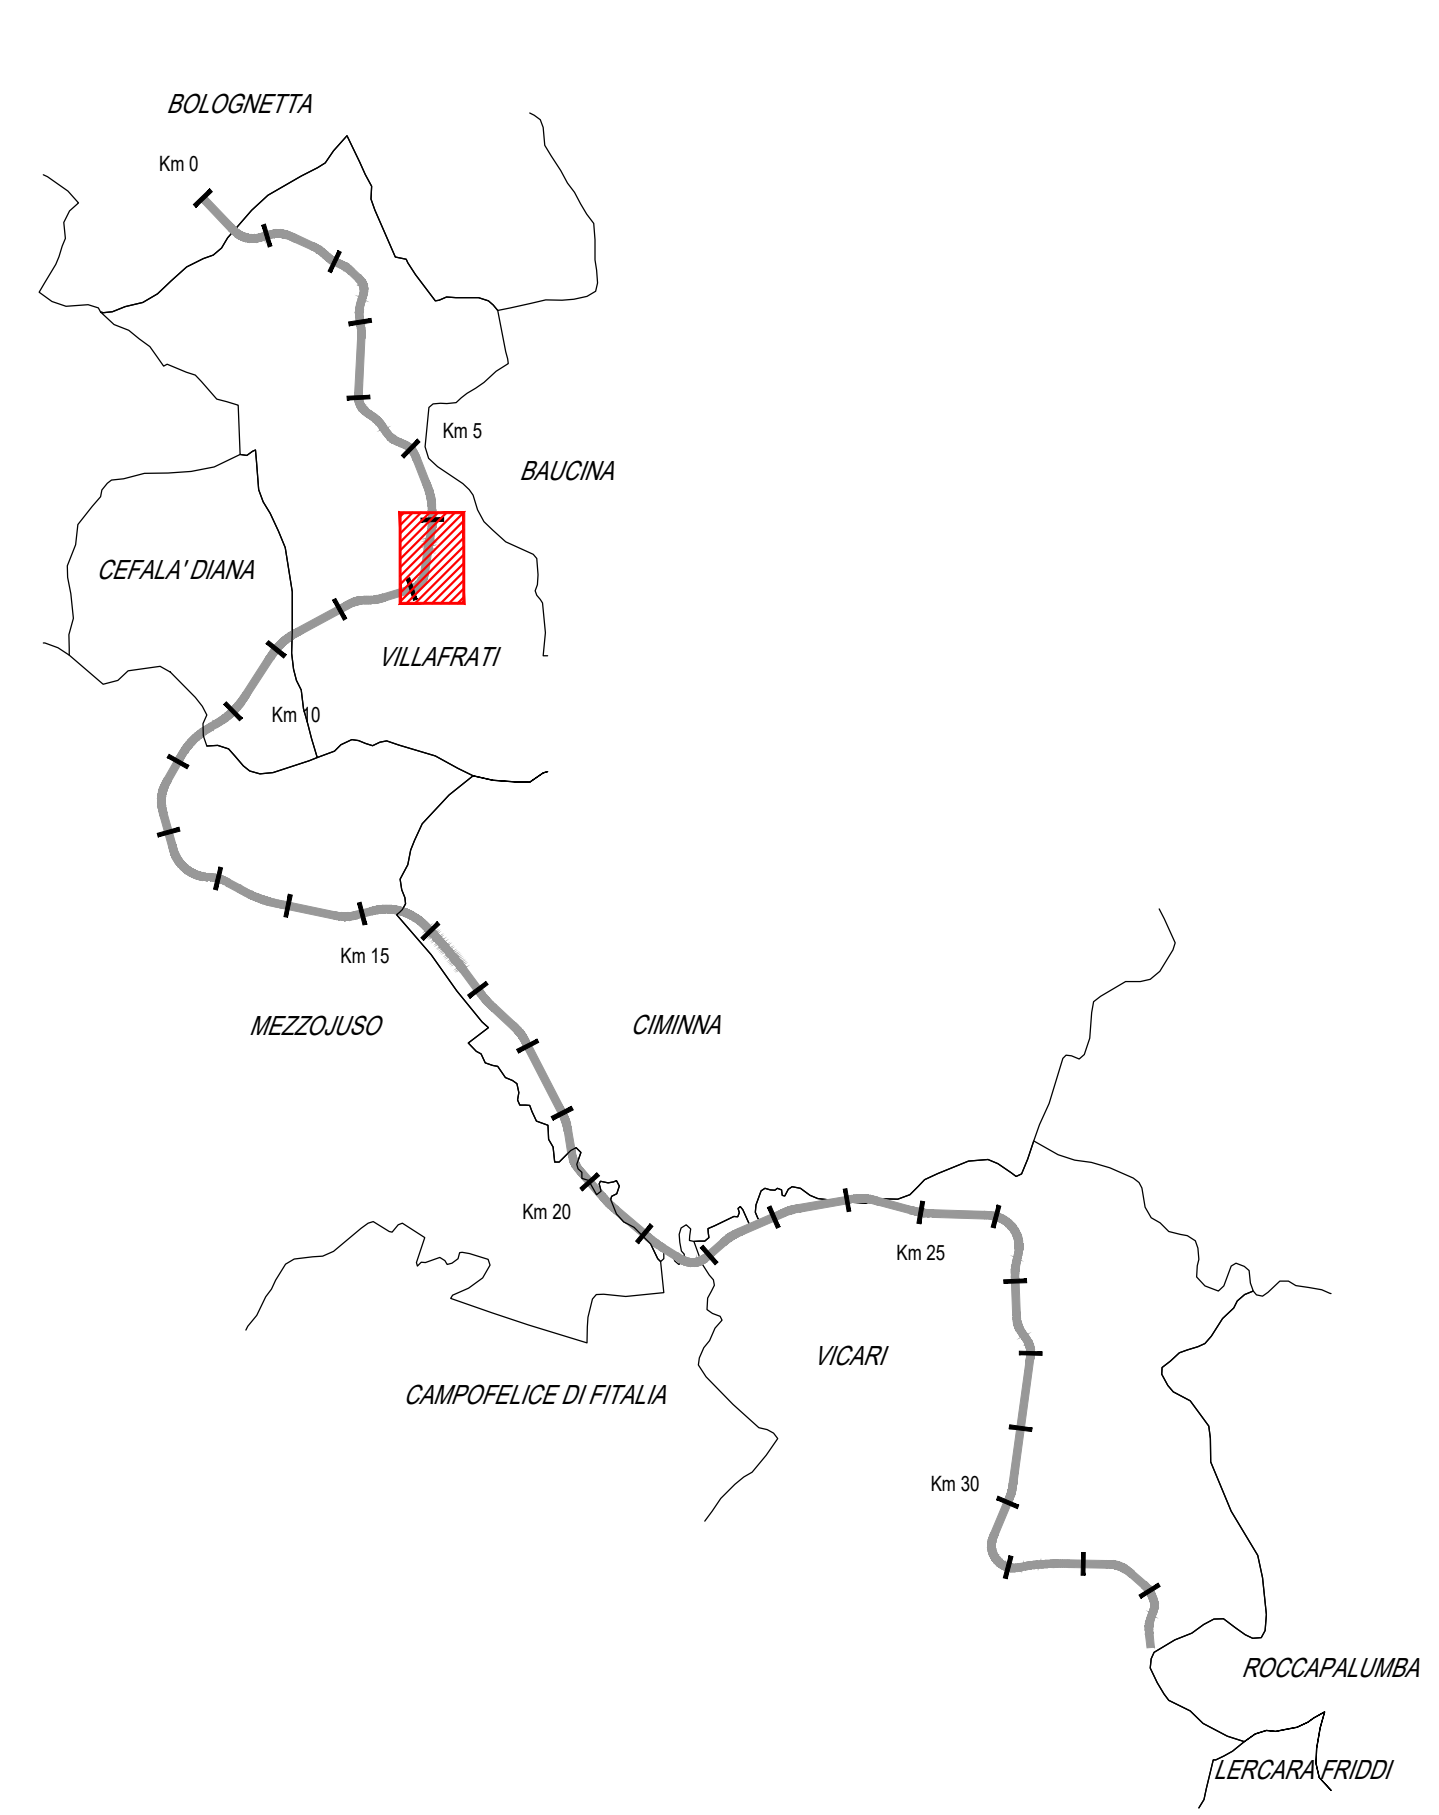 BOLOGNETTA
Km 0
Km 5
BAUCINA
CEFALA' DIANA
VILLAFRATI
Km 10
Km 15
MEZZOJUSO
CIMINNA
Km 20
Km 25
VICARI
CAMPOFELICE DI FITALIA
Km 30
ROCCAPALUMBA
LERCARA FRIDDI